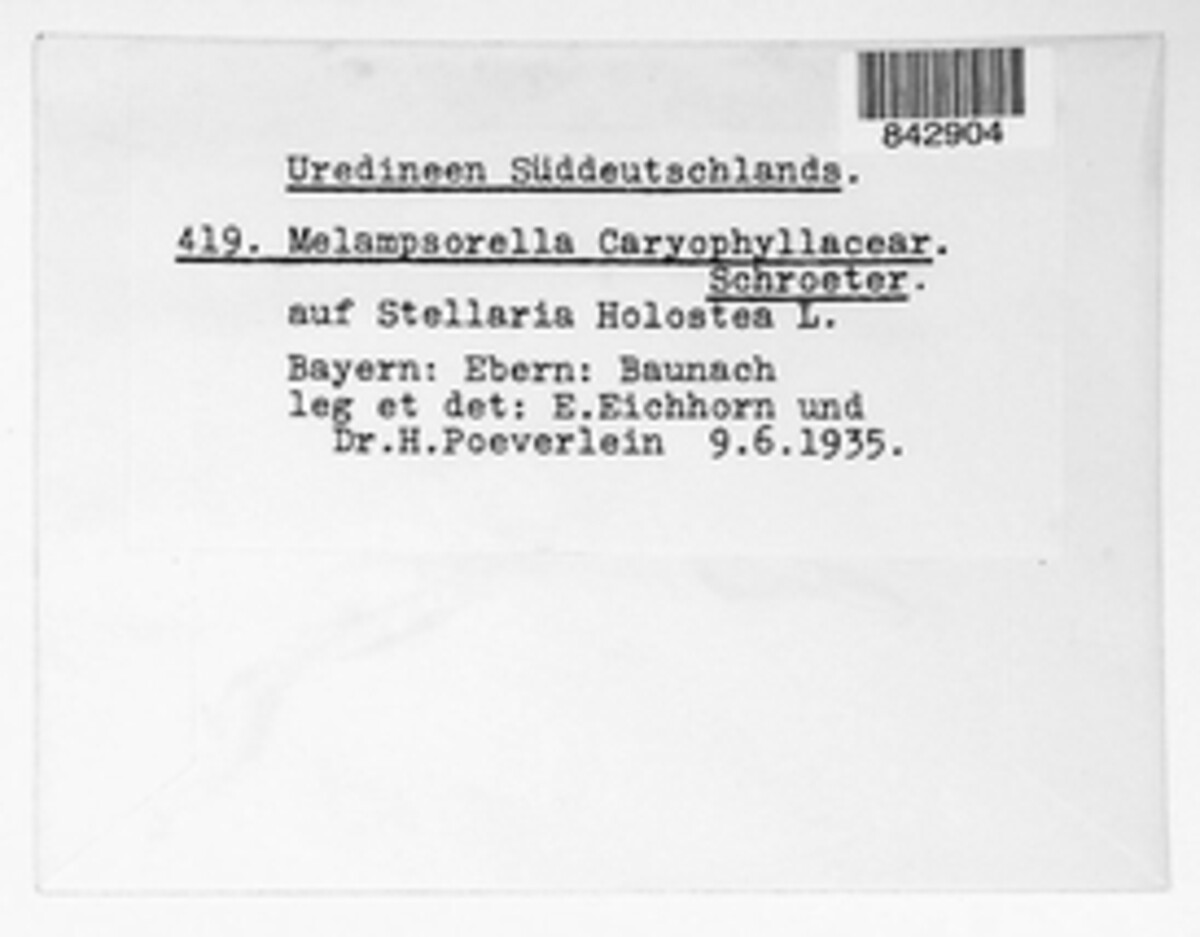 842904
Uredineen Süddeutschlands.
419. Melampsorella Caryophyllacear.
Schroeter.
auf Stellaria Holostea L.
Bayern: Ebern: Baunach
leg et det: E.Eichhorn und
Dr.H.Poeverlein 9.6.1935.